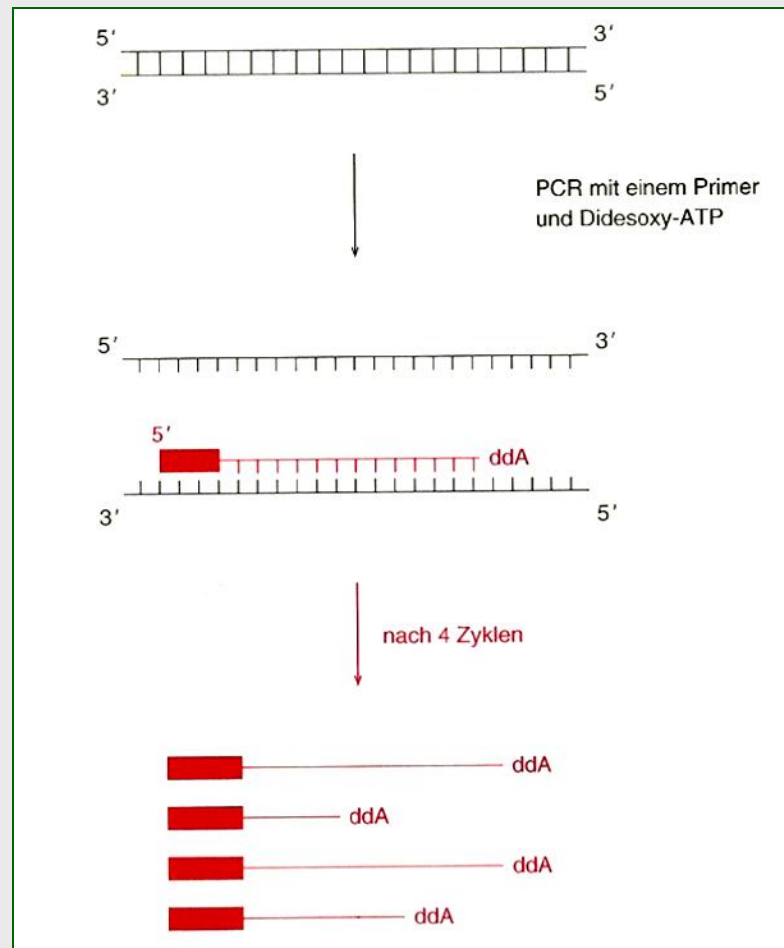 5′ 3′
3′ 5′
PCR mit einem Primer
und Didesoxy-ATP
5′ 3′
5′
ddA
3′ 5′
nach 4 Zyklen
ddA
ddA
ddA
ddA